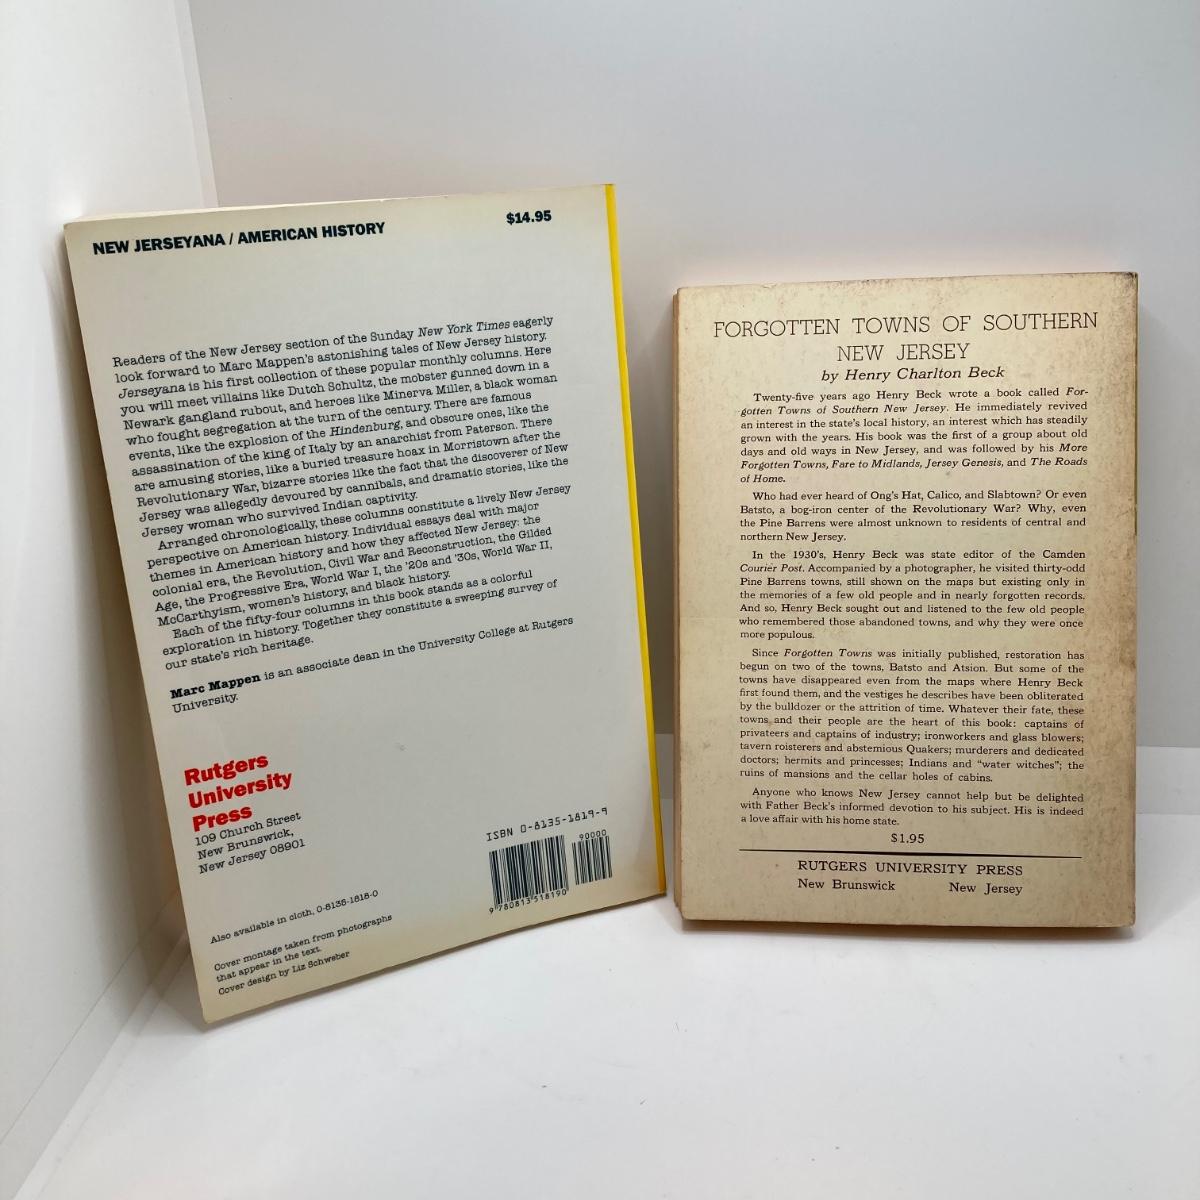 NEW JERSEYANA / AMERICAN HISTORY
$14.95
Readers of the New Jersey section of the Sunday New York Times eagerly
look forward to Marc Mappen's astonishing tales of New Jersey history.
Jerseyana is his first collection of these popular monthly columns. Here
you will meet villains like Dutch Schultz, the mobster gunned down in a
Newark gangland rubout, and heroes like Minerva Miller, a black woman
who fought segregation at the turn of the century. There are famous
events, like the explosion of the Hindenburg, and obscure ones, like the
assassination of the king of Italy by an anarchist from Paterson. There
are amusing stories, like a buried treasure hoax in Morristown after the
Revolutionary War, bizarre stories like the fact that the discoverer of New
Jersey was allegedly devoured by cannibals, and dramatic stories, like the
Jersey woman who survived Indian captivity.
Arranged chronologically, these columns constitute a lively New Jersey
perspective on American history. Individual essays deal with major
themes in American history and how they affected New Jersey: the
colonial era, the Revolution, Civil War and Reconstruction, the Gilded
Age, the Progressive Era, World War I, the '20s and '30s, World War II,
McCarthyism, women's history, and black history.
Each of the fifty-four columns in this book stands as a colorful
exploration in history. Together they constitute a sweeping survey of
our state's rich heritage.
Marc Mappen is an associate dean in the University College at Rutgers
University.
Rutgers
University
Press
109 Church Street
New Brunswick,
New Jersey 08901
ISBN 0-8135-1819-9
90000
9 780813 518190
Also available in cloth, 0-8135-1818-0
Cover montage taken from photographs
that appear in the text.
Cover design by Liz Schweber
FORGOTTEN TOWNS OF SOUTHERN
NEW JERSEY
by Henry Charlton Beck
Twenty-five years ago Henry Beck wrote a book called For-
gotten Towns of Southern New Jersey. He immediately revived
an interest in the state's local history, an interest which has steadily
grown with the years. His book was the first of a group about old
days and old ways in New Jersey, and was followed by his More
Forgotten Towns, Fare to Midlands, Jersey Genesis, and The Roads
of Home.
Who had ever heard of Ong's Hat, Calico, and Slabtown? Or even
Batsto, a bog-iron center of the Revolutionary War? Why, even
the Pine Barrens were almost unknown to residents of central and
northern New Jersey.
In the 1930's, Henry Beck was state editor of the Camden
Courier Post. Accompanied by a photographer, he visited thirty-odd
Pine Barrens towns, still shown on the maps but existing only in
the memories of a few old people and in nearly forgotten records.
And so, Henry Beck sought out and listened to the few old people
who remembered those abandoned towns, and why they were once
more populous.
Since Forgotten Towns was initially published, restoration has
begun on two of the towns, Batsto and Atsion. But some of the
towns have disappeared even from the maps where Henry Beck
first found them, and the vestiges he describes have been obliterated
by the bulldozer or the attrition of time. Whatever their fate, these
towns and their people are the heart of this book: captains of
privateers and captains of industry; ironworkers and glass blowers;
tavern roisterers and abstemious Quakers; murderers and dedicated
doctors; hermits and princesses; Indians and "water witches"; the
ruins of mansions and the cellar holes of cabins.
Anyone who knows New Jersey cannot help but be delighted
with Father Beck's informed devotion to his subject. His is indeed
a love affair with his home state.
$1.95
RUTGERS UNIVERSITY PRESS
New Brunswick New Jersey